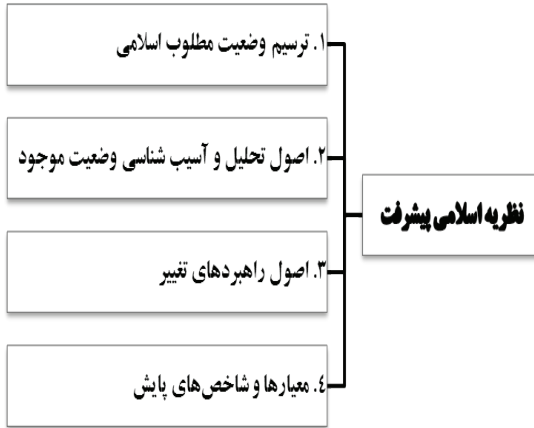 نظریه اسلامی پیشرفت
۱. ترسیم وضعیت مطلوب اسلامی
۲. اصول تحلیل و آسیب شناسی وضعیت موجود
۳. اصول راهبردهای تغییر
۴. معیارها و شاخص‌های پایش